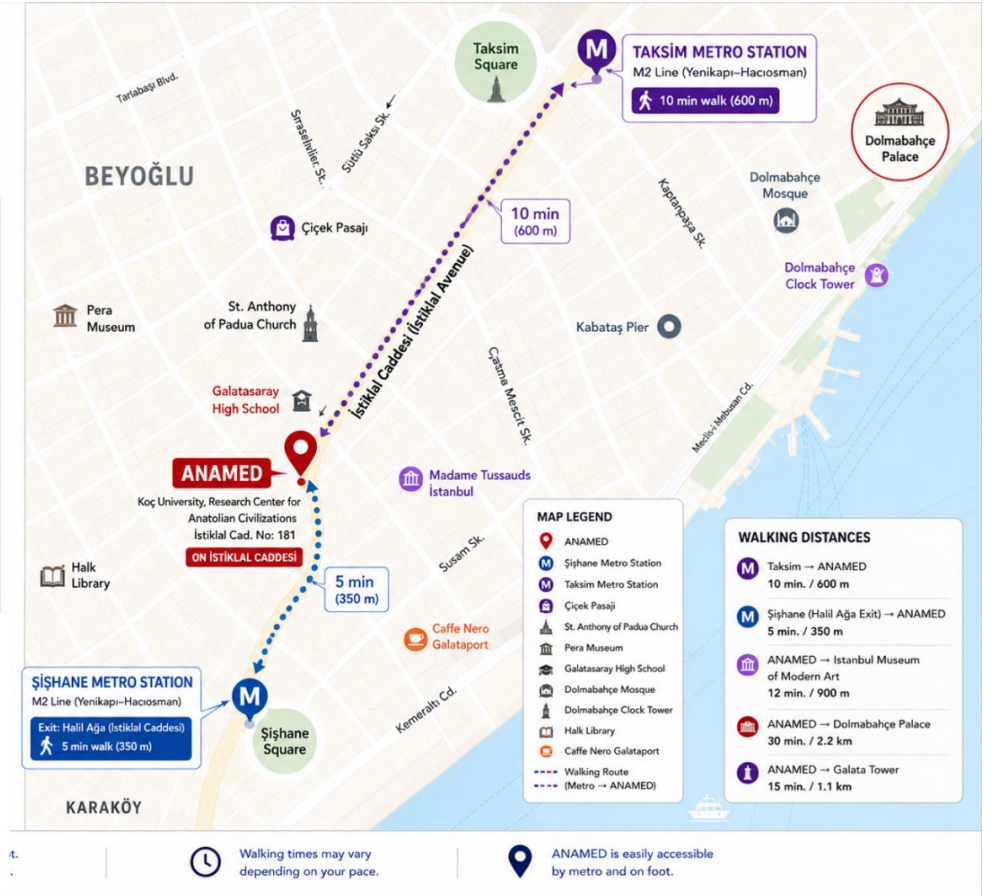 Taksim
Square
M
TAKSİM METRO STATION
M2 Line (Yenikapı–Hacıosman)
10 min walk (600 m)
Tarlabaşı Blvd.
Sıraselviler. St.
Sütlü Saksı Sk.
Dolmabahçe
Palace
BEYOĞLU
Dolmabahçe
Mosque
Kaptanpaşa Sk.
10 min
(600 m)
Çiçek Pasajı
Dolmabahçe
Clock Tower
İstiklal Caddesi (İstiklal Avenue)
Pera
Museum
St. Anthony
of Padua Church
Kabataş Pier
Çatma Mescit Sk.
Meclis-i Mebusan Cd.
Galatasaray
High School
ANAMED
Koç University, Research Center for
Anatolian Civilizations
İstiklal Cad. No: 181
ON İSTİKLAL CADDESİ
Madame Tussauds
İstanbul
Susam Sk.
Halk
Library
5 min
(350 m)
Caffe Nero
Galataport
Kemeraltı Cd.
ŞİŞHANE METRO STATION
M2 Line (Yenikapı–Hacıosman)
Exit: Halil Ağa (İstiklal Caddesi)
5 min walk (350 m)
M
Şişhane
Square
KARAKÖY
MAP LEGEND
ANAMED
M Şişhane Metro Station
M Taksim Metro Station
Çiçek Pasajı
St. Anthony of Padua Church
Pera Museum
Galatasaray High School
Dolmabahçe Mosque
Dolmabahçe Clock Tower
Halk Library
Caffe Nero Galataport
Walking Route
(Metro → ANAMED)
WALKING DISTANCES
M Taksim → ANAMED
10 min. / 600 m
M Şişhane (Halil Ağa Exit) → ANAMED
5 min. / 350 m
ANAMED → Istanbul Museum
of Modern Art
12 min. / 900 m
ANAMED → Dolmabahçe Palace
30 min. / 2.2 km
ANAMED → Galata Tower
15 min. / 1.1 km
Walking times may vary
depending on your pace.
ANAMED is easily accessible
by metro and on foot.